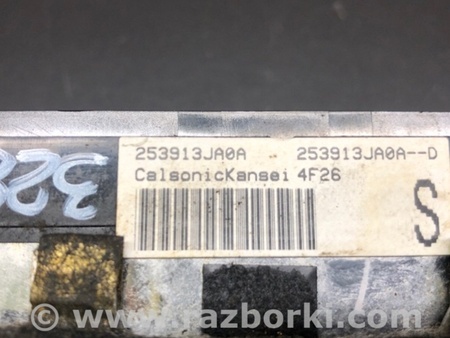 253913JA0A 253913JA0A--D
CalsonicKansei 4F26
S
www.razborki.com